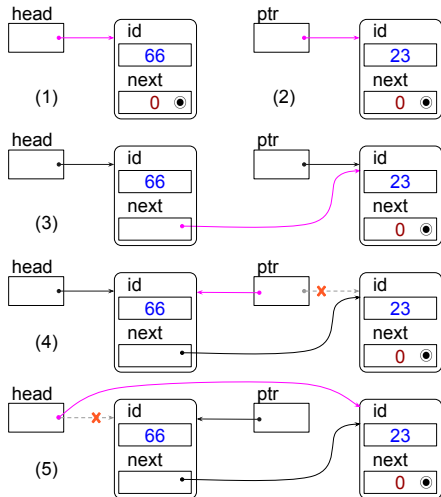 head
id
66
next
0
(1)
ptr
id
23
next
0
(2)
head
id
66
next
(3)
ptr
id
23
next
0
head
id
66
next
(4)
ptr
id
23
next
0
head
id
66
next
(5)
ptr
id
23
next
0